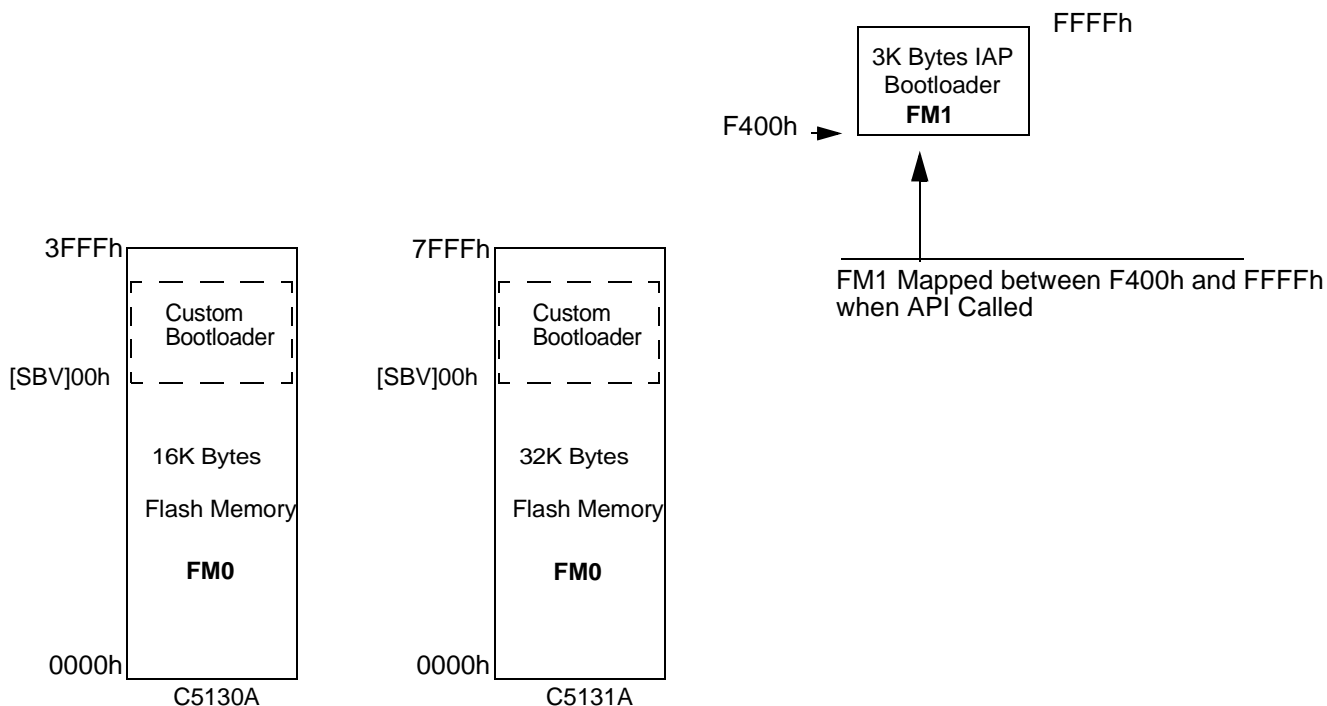 FFFFh
3K Bytes IAP
Bootloader
FM1
F400h
FM1 Mapped between F400h and FFFFh
when API Called
3FFFh
Custom
Bootloader
[SBV]00h
16K Bytes
Flash Memory
FM0
0000h
C5130A
7FFFh
Custom
Bootloader
[SBV]00h
32K Bytes
Flash Memory
FM0
0000h
C5131A